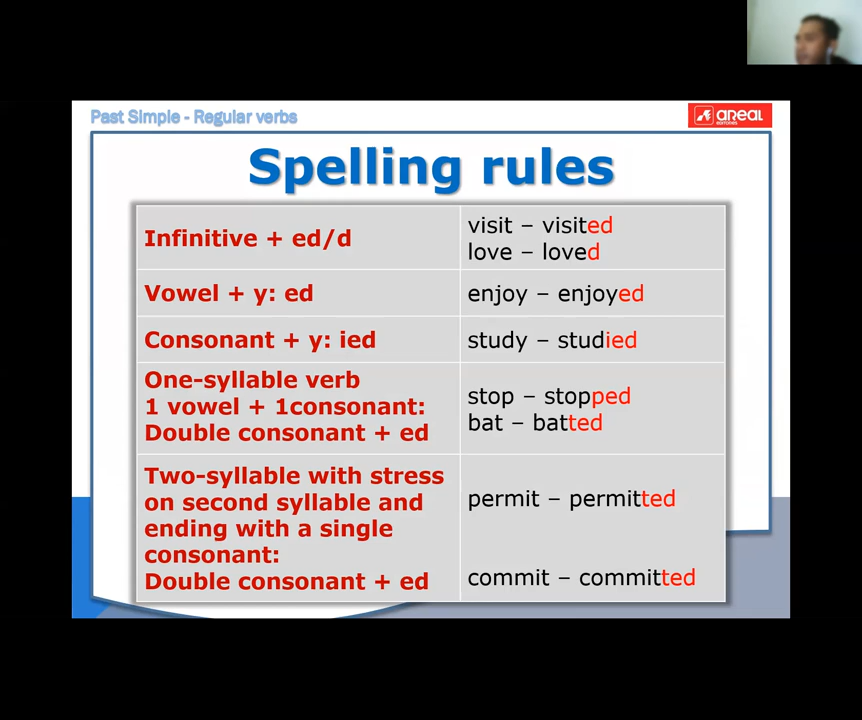 Past Simple - Regular verbs
aReaL
EDITORES
Spelling rules
Infinitive + ed/d
visit – visited
love – loved
Vowel + y: ed
enjoy – enjoyed
Consonant + y: ied
study – studied
One-syllable verb
1 vowel + 1consonant:
Double consonant + ed
stop – stopped
bat – batted
Two-syllable with stress
on second syllable and
ending with a single
consonant:
Double consonant + ed
permit – permitted
commit – committed